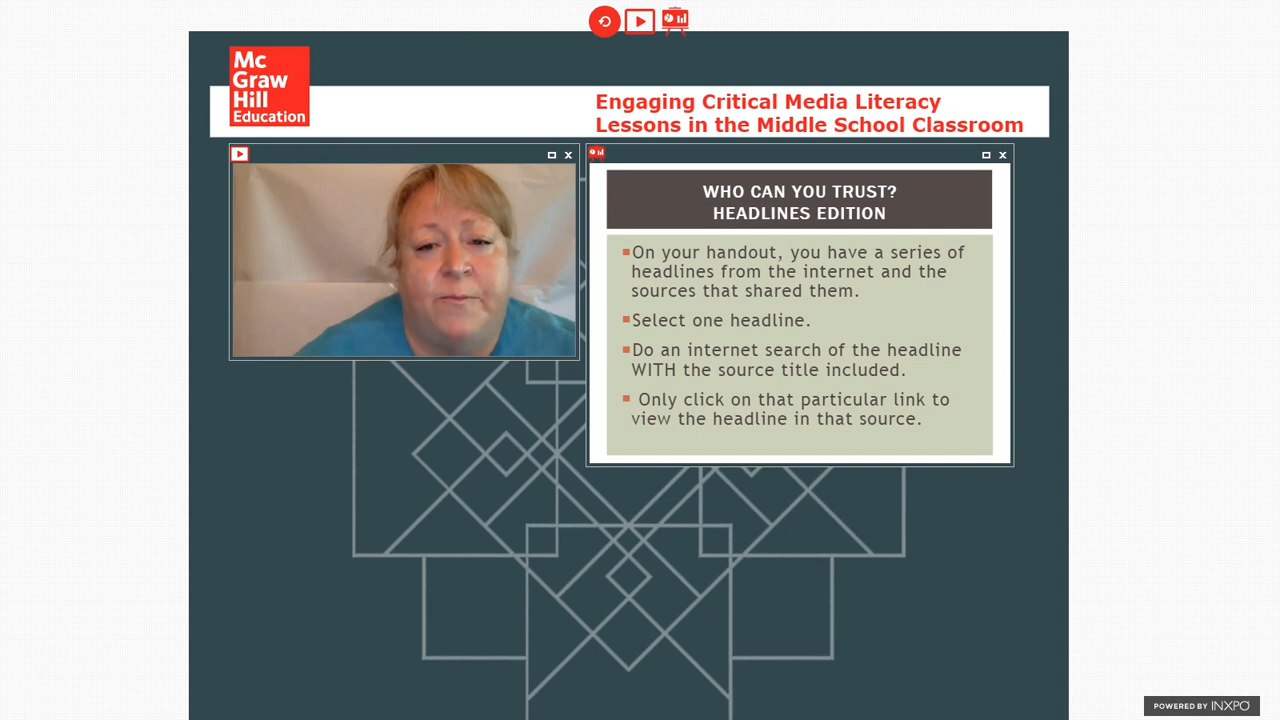 Mc
Graw
Hill
Education
Engaging Critical Media Literacy
Lessons in the Middle School Classroom
WHO CAN YOU TRUST?
HEADLINES EDITION
On your handout, you have a series of
headlines from the internet and the
sources that shared them.
Select one headline.
Do an internet search of the headline
WITH the source title included.
Only click on that particular link to
view the headline in that source.
POWERED BY INXPO